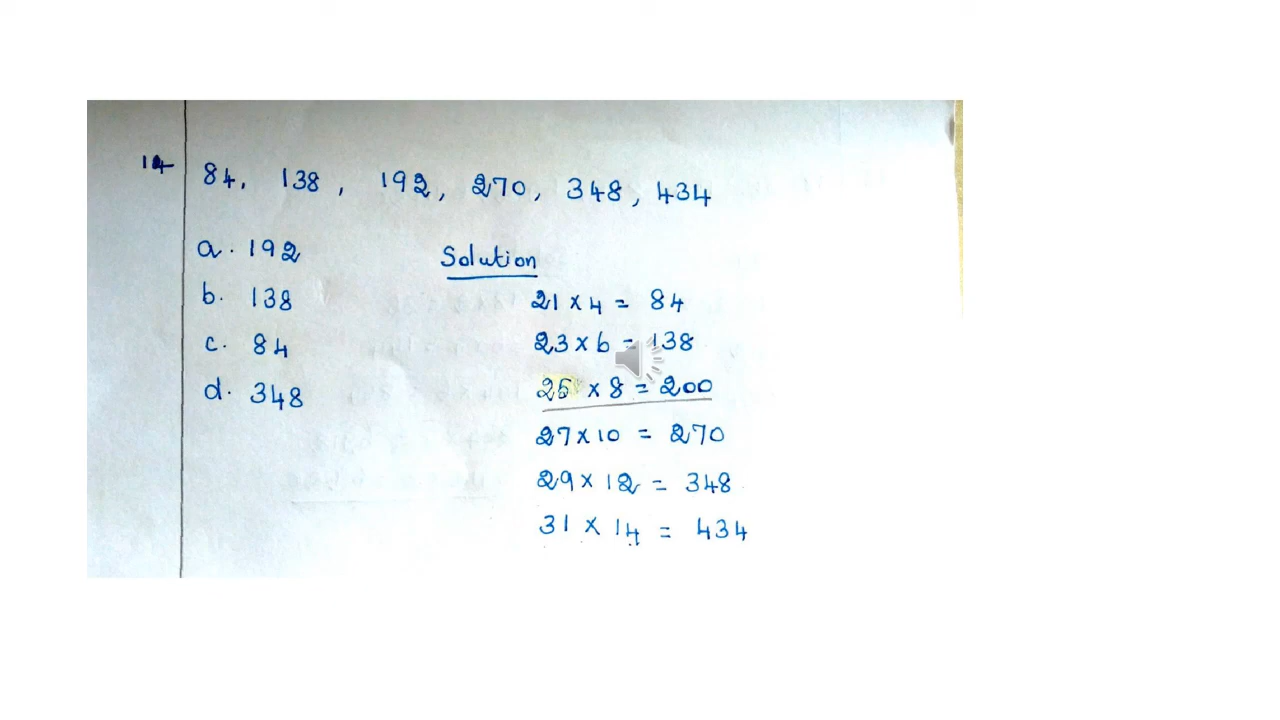 14 84, 138, 192, 270, 348, 434
a. 192
b. 138
c. 84
d. 348
Solution
21 x 4 = 84
23 x 6 = 138
25 x 8 = 200
27 x 10 = 270
29 x 12 = 348
31 x 14 = 434